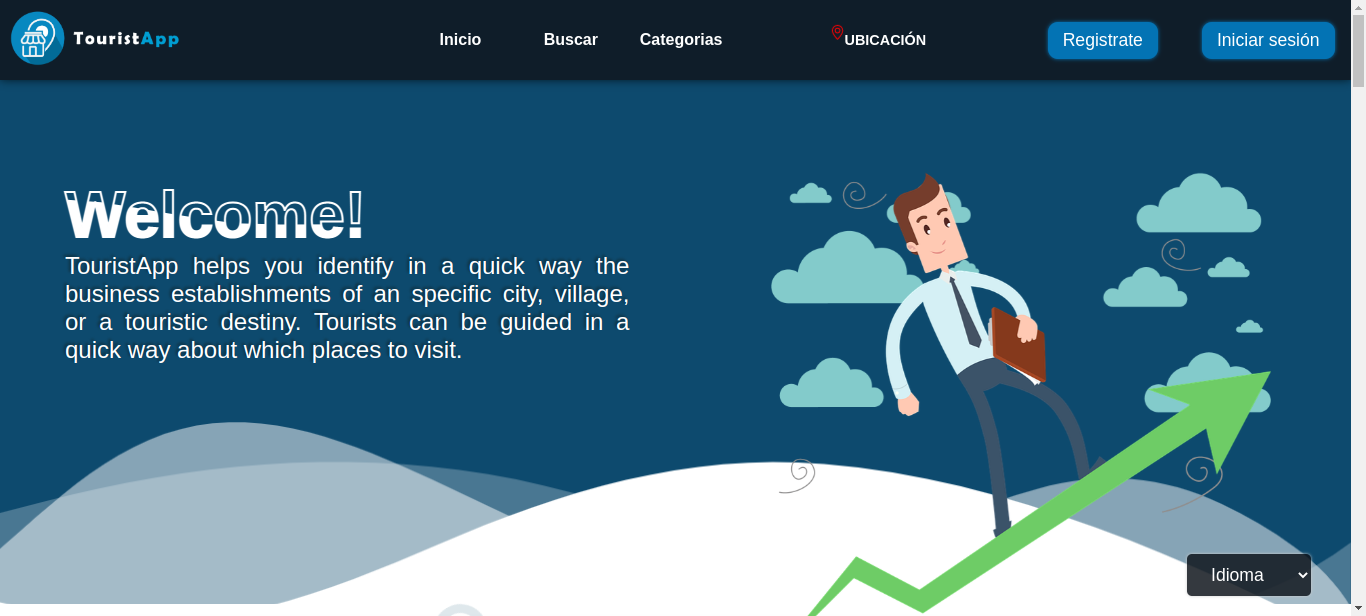 TouristApp
Inicio
Buscar
Categorias
UBICACIÓN
Registrate
Iniciar sesión
Welcome!
TouristApp helps you identify in a quick way the
business establishments of an specific city, village,
or a touristic destiny. Tourists can be guided in a
quick way about which places to visit.
Idioma